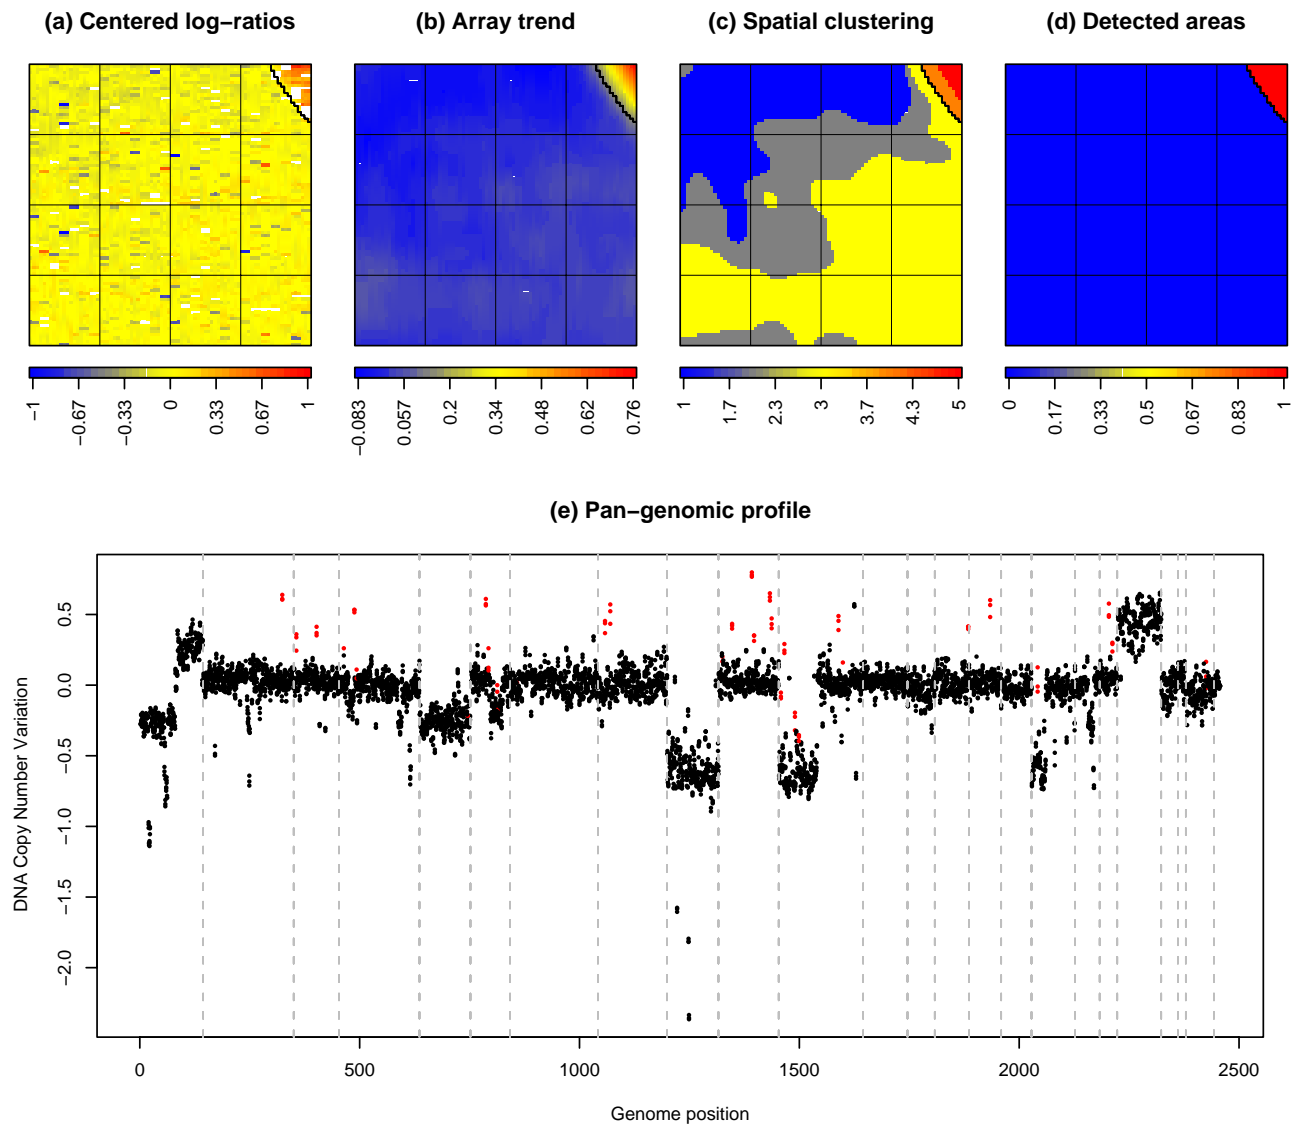 (a) Centered log−ratios
(b) Array trend
(c) Spatial clustering
(d) Detected areas
−1 −0.67 −0.33 0 0.33 0.67 1
−0.083 0.057 0.2 0.34 0.48 0.62 0.76
1 1.7 2.3 3 3.7 4.3 5
0 0.17 0.33 0.5 0.67 0.83 1
(e) Pan−genomic profile
DNA Copy Number Variation
0.5
0.0
−0.5
−1.0
−1.5
−2.0
0 500 1000 1500 2000 2500
Genome position